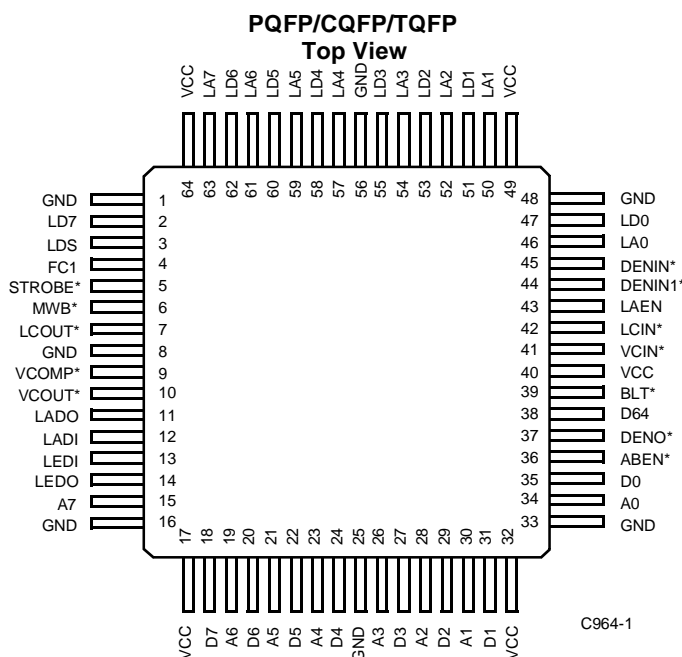 PQFP/CQFP/TQFP
Top View
VCC LA7 LD6 LA6 LD5 LA5 LD4 LA4 GND LD3 LA3 LD2 LA2 LD1 LA1 VCC
64 63 62 61 60 59 58 57 56 55 54 53 52 51 50 49
GND 1 48 GND
LD7 2 47 LD0
LDS 3 46 LA0
FC1 4 45 DENIN*
STROBE* 5 44 DENIN1*
MWB* 6 43 LAEN
LCOUT* 7 42 LCIN*
GND 8 41 VCIN*
VCOMP* 9 40 VCC
VCOUT* 10 39 BLT*
LADO 11 38 D64
LADI 12 37 DENO*
LEDI 13 36 ABEN*
LEDO 14 35 D0
A7 15 34 A0
GND 16 33 GND
17 18 19 20 21 22 23 24 25 26 27 28 29 30 31 32
VCC D7 A6 D6 A5 D5 A4 D4 GND A3 D3 A2 D2 A1 D1 VCC
C964-1